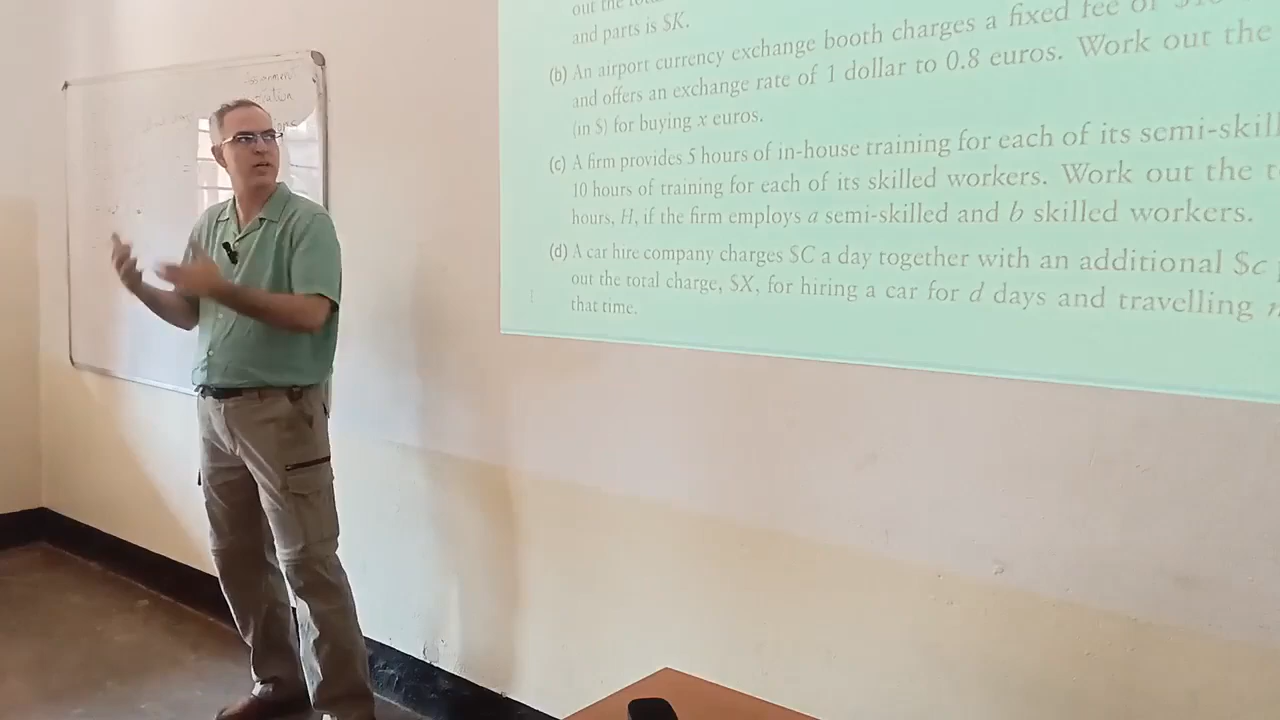 out the
and parts is $K.
(b) An airport currency exchange booth charges a fixed fee of $10
and offers an exchange rate of 1 dollar to 0.8 euros. Work out the
(in $) for buying x euros.
(c) A firm provides 5 hours of in-house training for each of its semi-skil
10 hours of training for each of its skilled workers. Work out the t
hours, H, if the firm employs a semi-skilled and b skilled workers.
(d) A car hire company charges $C a day together with an additional $c
out the total charge, $X, for hiring a car for d days and travelling
that time.